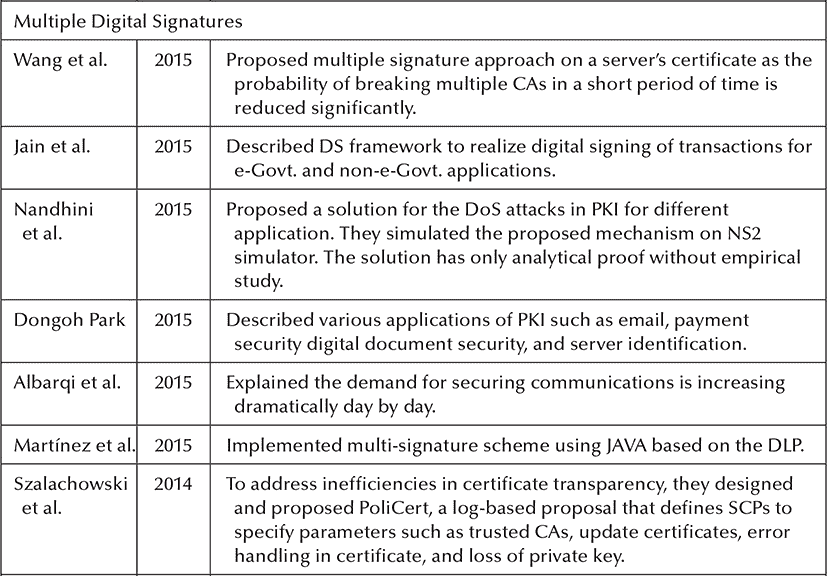 Multiple Digital Signatures
Wang et al. 2015 Proposed multiple signature approach on a server's certificate as the
probability of breaking multiple CAs in a short period of time is
reduced significantly.
Jain et al. 2015 Described DS framework to realize digital signing of transactions for
e-Govt. and non-e-Govt. applications.
Nandhini 2015 Proposed a solution for the DoS attacks in PKI for different
et al. application. They simulated the proposed mechanism on NS2
simulator. The solution has only analytical proof without empirical
study.
Dongoh Park 2015 Described various applications of PKI such as email, payment
security digital document security, and server identification.
Albarqi et al. 2015 Explained the demand for securing communications is increasing
dramatically day by day.
Martínez et al. 2015 Implemented multi-signature scheme using JAVA based on the DLP.
Szalachowski 2014 To address inefficiencies in certificate transparency, they designed
et al. and proposed PoliCert, a log-based proposal that defines SCPs to
specify parameters such as trusted CAs, update certificates, error
handling in certificate, and loss of private key.